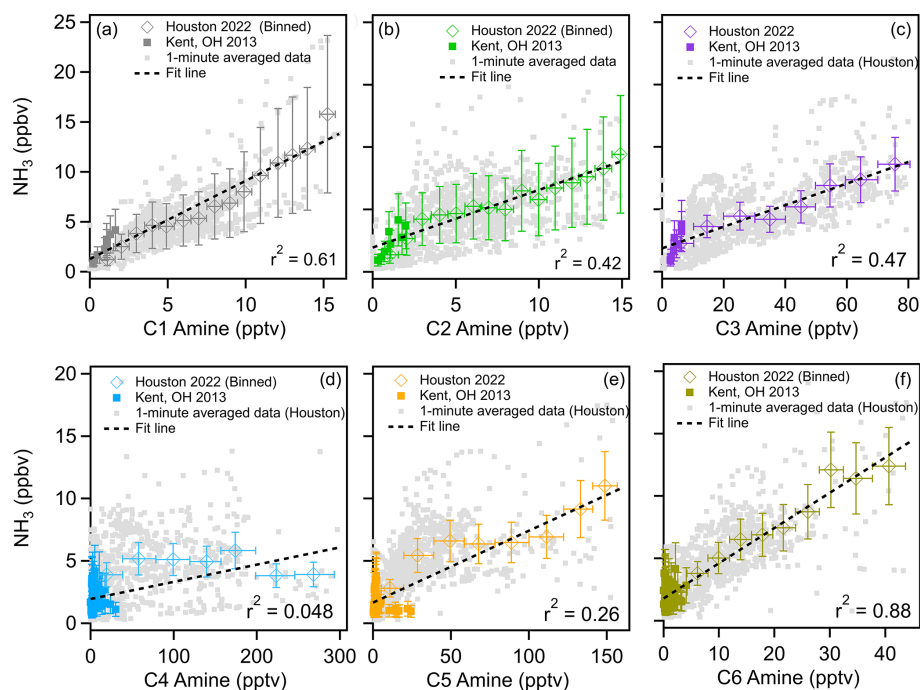 (a)
Houston 2022 (Binned)
Kent, OH 2013
1-minute averaged data
Fit line
r² = 0.61
25
20
15
10
5
0
NH₃ (ppbv)
0
5
10
15
C1 Amine (pptv)
(b)
Houston 2022 (Binned)
Kent, OH 2013
1-minute averaged data
Fit line
r² = 0.42
0
5
10
15
C2 Amine (pptv)
(c)
Houston 2022
Kent, OH 2013
1-minute averaged data (Houston)
Fit line
r² = 0.47
0
20
40
60
80
C3 Amine (pptv)
(d)
Houston 2022 (Binned)
Kent, OH 2013
1-minute averaged data (Houston)
Fit line
r² = 0.048
20
15
10
5
0
NH₃ (ppbv)
0
100
200
300
C4 Amine (pptv)
(e)
Houston 2022
Kent, OH 2013
1-minute averaged data (Houston)
Fit line
r² = 0.26
0
50
100
150
C5 Amine (pptv)
(f)
Houston 2022 (Binned)
Kent, OH 2013
1-minute averaged data (Houston)
Fit line
r² = 0.88
0
10
20
30
40
C6 Amine (pptv)